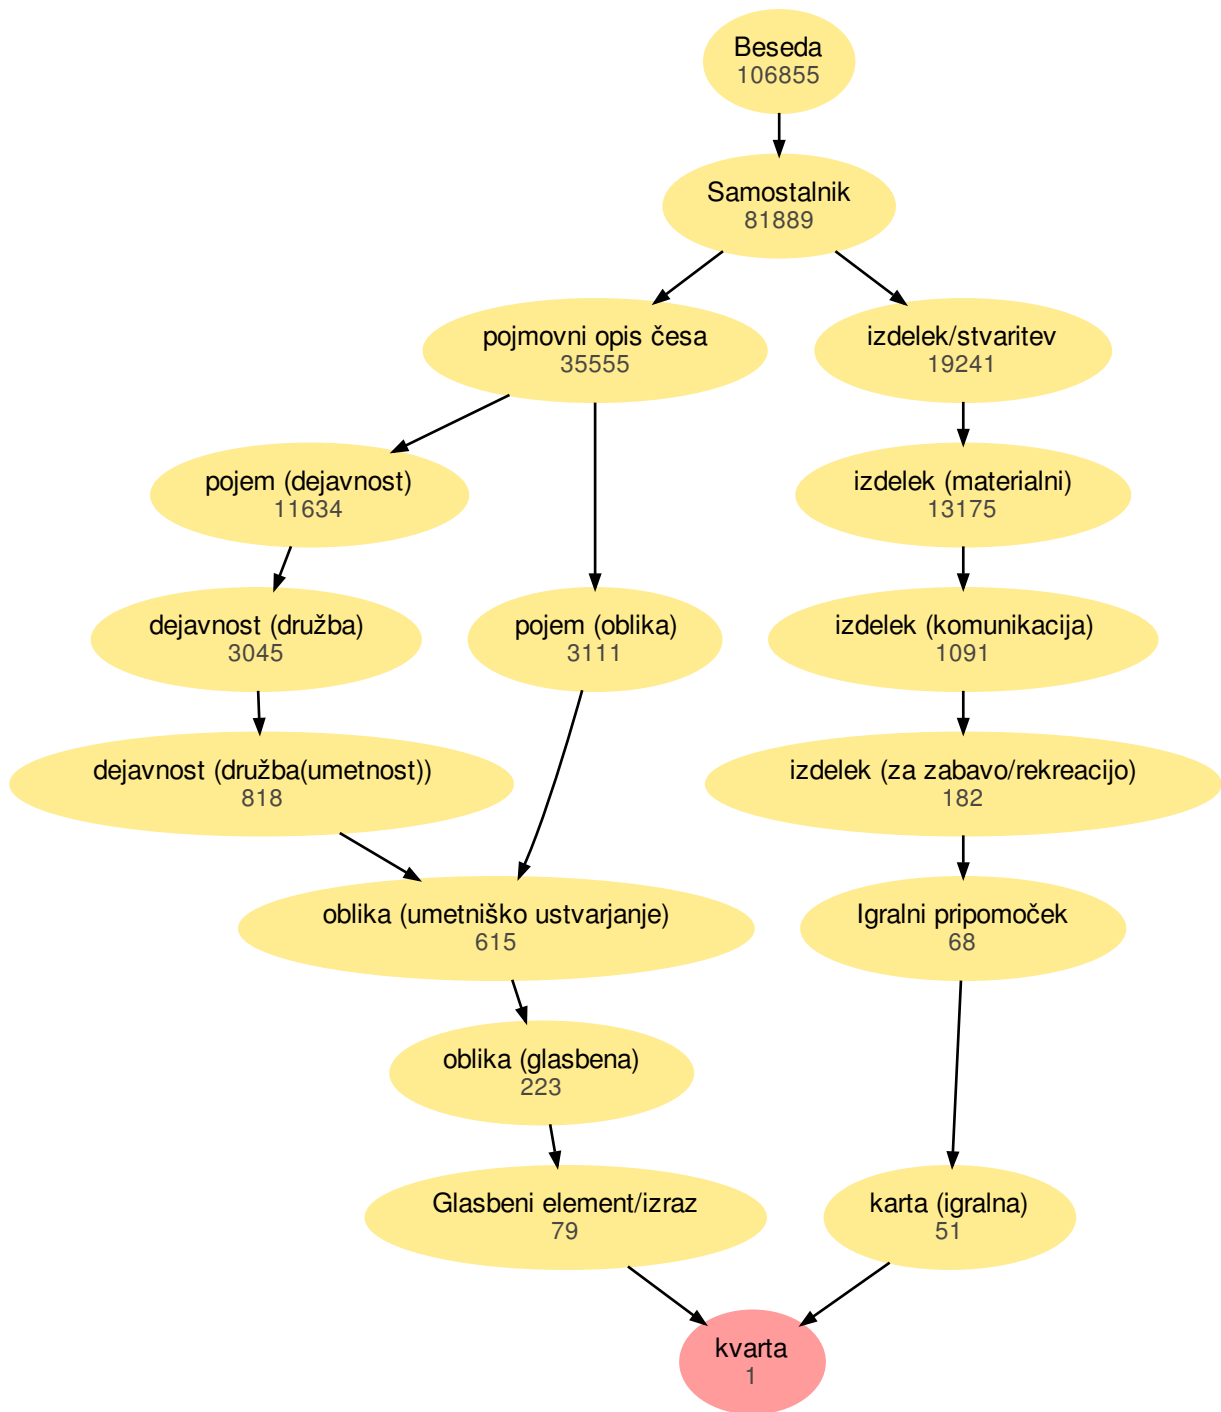 Beseda
106855
Samostalnik
81889
pojmovni opis česa
35555
izdelek/stvaritev
19241
pojem (dejavnost)
11634
izdelek (materialni)
13175
dejavnost (družba)
3045
pojem (oblika)
3111
izdelek (komunikacija)
1091
dejavnost (družba(umetnost))
818
izdelek (za zabavo/rekreacijo)
182
oblika (umetniško ustvarjanje)
615
Igralni pripomoček
68
oblika (glasbena)
223
Glasbeni element/izraz
79
karta (igralna)
51
kvarta
1